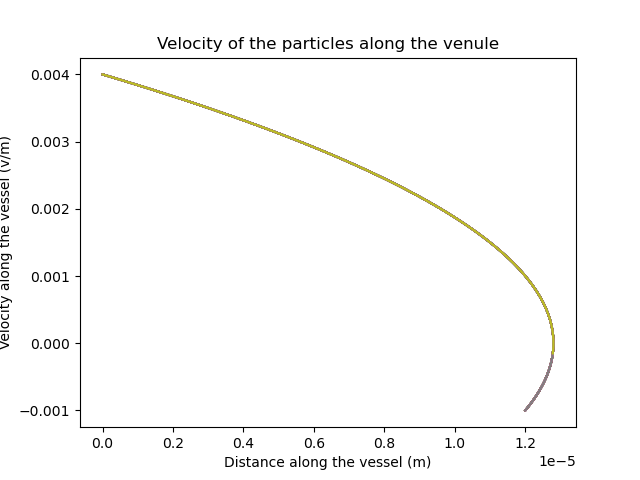 Velocity of the particles along the venule
Velocity along the vessel (v/m)
0.004
0.003
0.002
0.001
0.000
−0.001
0.0 0.2 0.4 0.6 0.8 1.0 1.2
1e−5
Distance along the vessel (m)